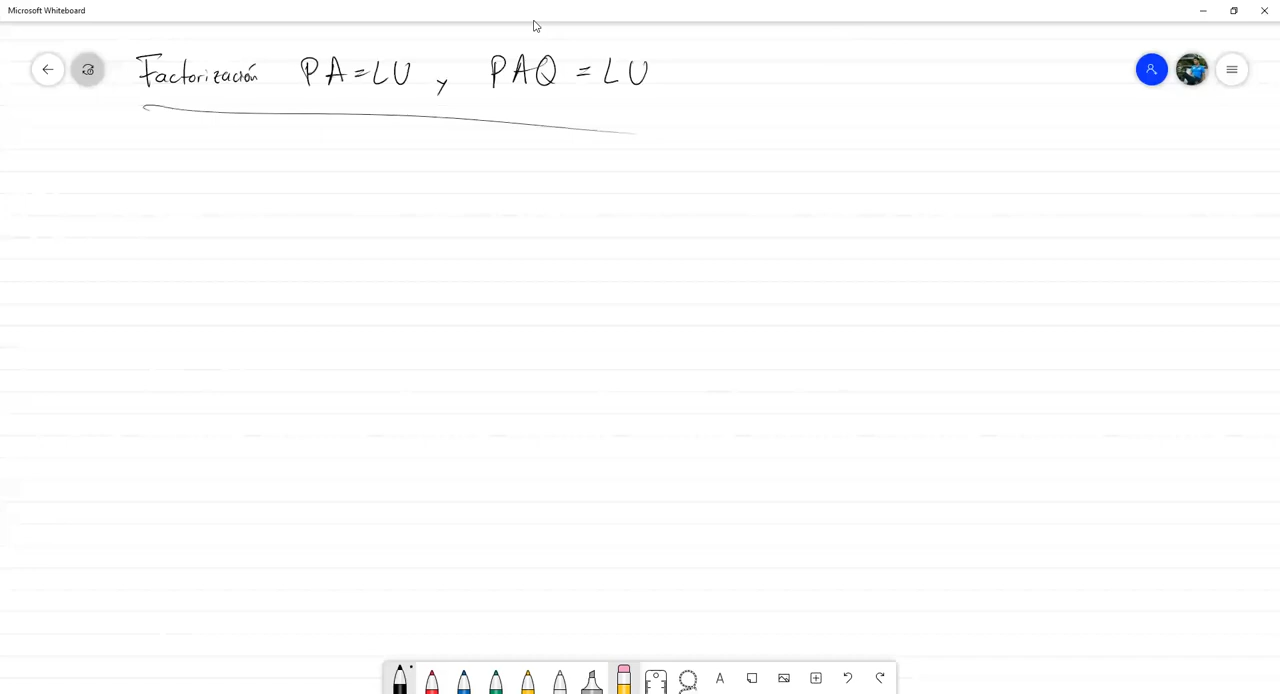 Microsoft Whiteboard
Factorización PA=LU y PAQ = LU
A